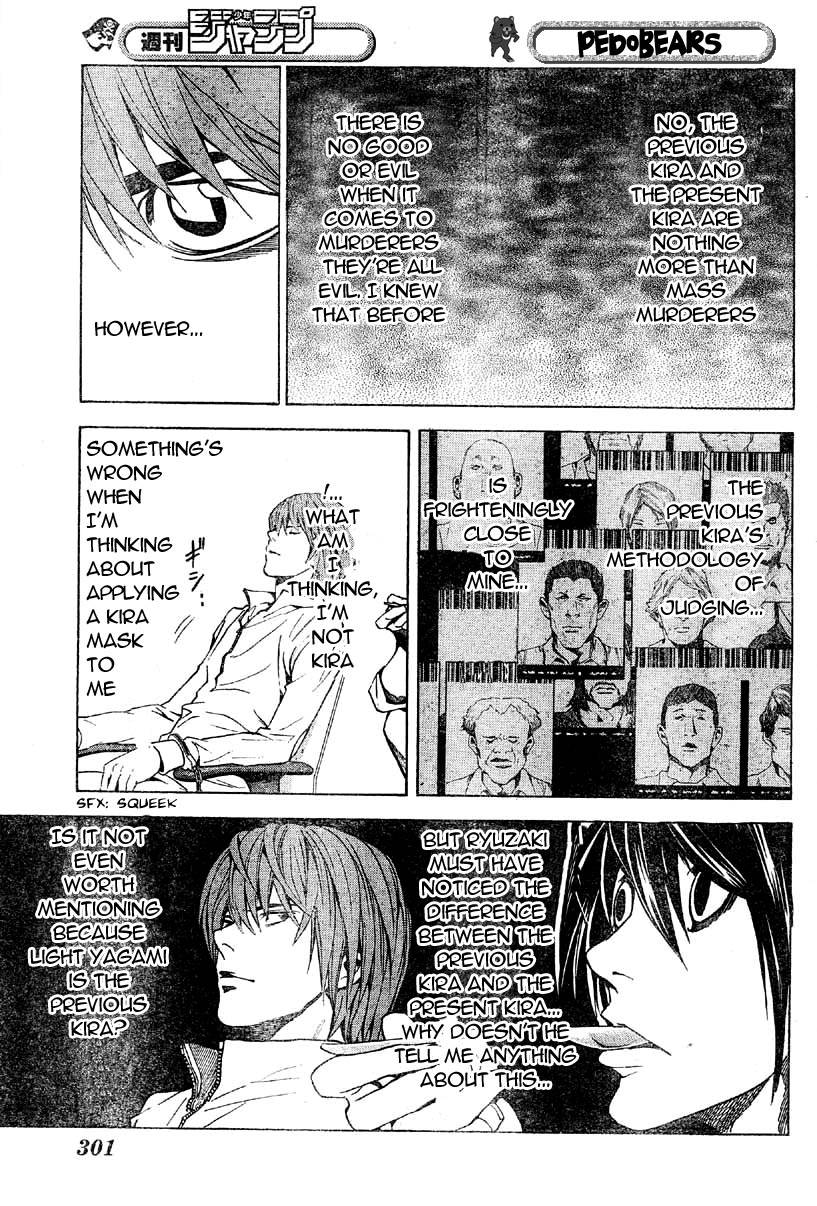 週刊
少年
ジャンプ
PEDOBEARS
NO, THE
PREVIOUS
KIRA AND
THE PRESENT
KIRA ARE
NOTHING
MORE THAN
MASS
MURDERERS
THERE IS
NO GOOD
OR EVIL
WHEN IT
COMES TO
MURDERERS
THEY'RE ALL
EVIL. I KNEW
THAT BEFORE
HOWEVER...
THE
PREVIOUS
KIRA'S
METHODOLOGY
OF
JUDGING...
IS
FRIGHTENINGLY
CLOSE
TO
MINE...
!...
WHAT
AM
I
THINKING,
I'M
NOT
KIRA
ギシ…
SOMETHING'S
WRONG
WHEN
I'M
THINKING
ABOUT
APPLYING
A KIRA
MASK
TO
ME
SFX: SQUEEK
BUT RYUZAKI
MUST HAVE
NOTICED THE
DIFFERENCE
BETWEEN THE
PREVIOUS
KIRA AND THE
PRESENT KIRA...
WHY DOESN'T HE
TELL ME ANYTHING
ABOUT THIS...
IS IT NOT
EVEN
WORTH
MENTIONING
BECAUSE
LIGHT YAGAMI
IS THE
PREVIOUS
KIRA?
301